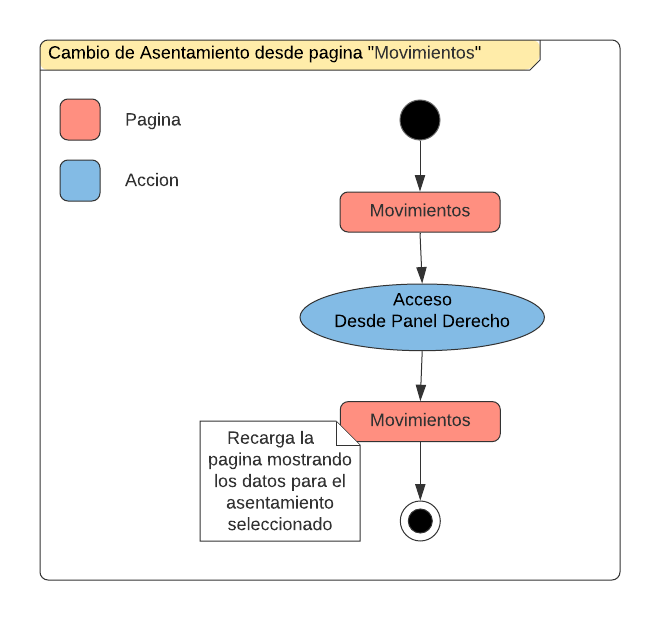 Cambio de Asentamiento desde pagina "Movimientos"
Pagina
Accion
Movimientos
Acceso
Desde Panel Derecho
Movimientos
Recarga la
pagina mostrando
los datos para el
asentamiento
seleccionado